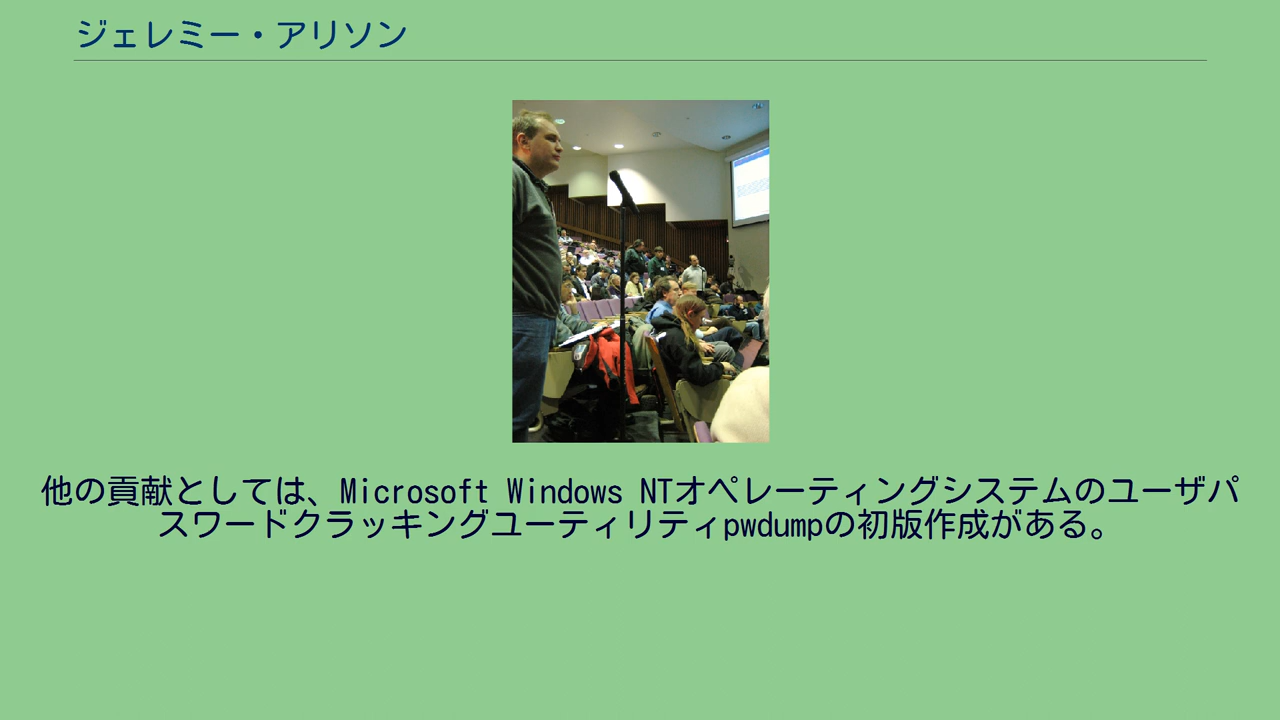 ジェレミー・アリソン
他の貢献としては、Microsoft Windows NTオペレーティングシステムのユーザパ
スワードクラッキングユーティリティpwdumpの初版作成がある。